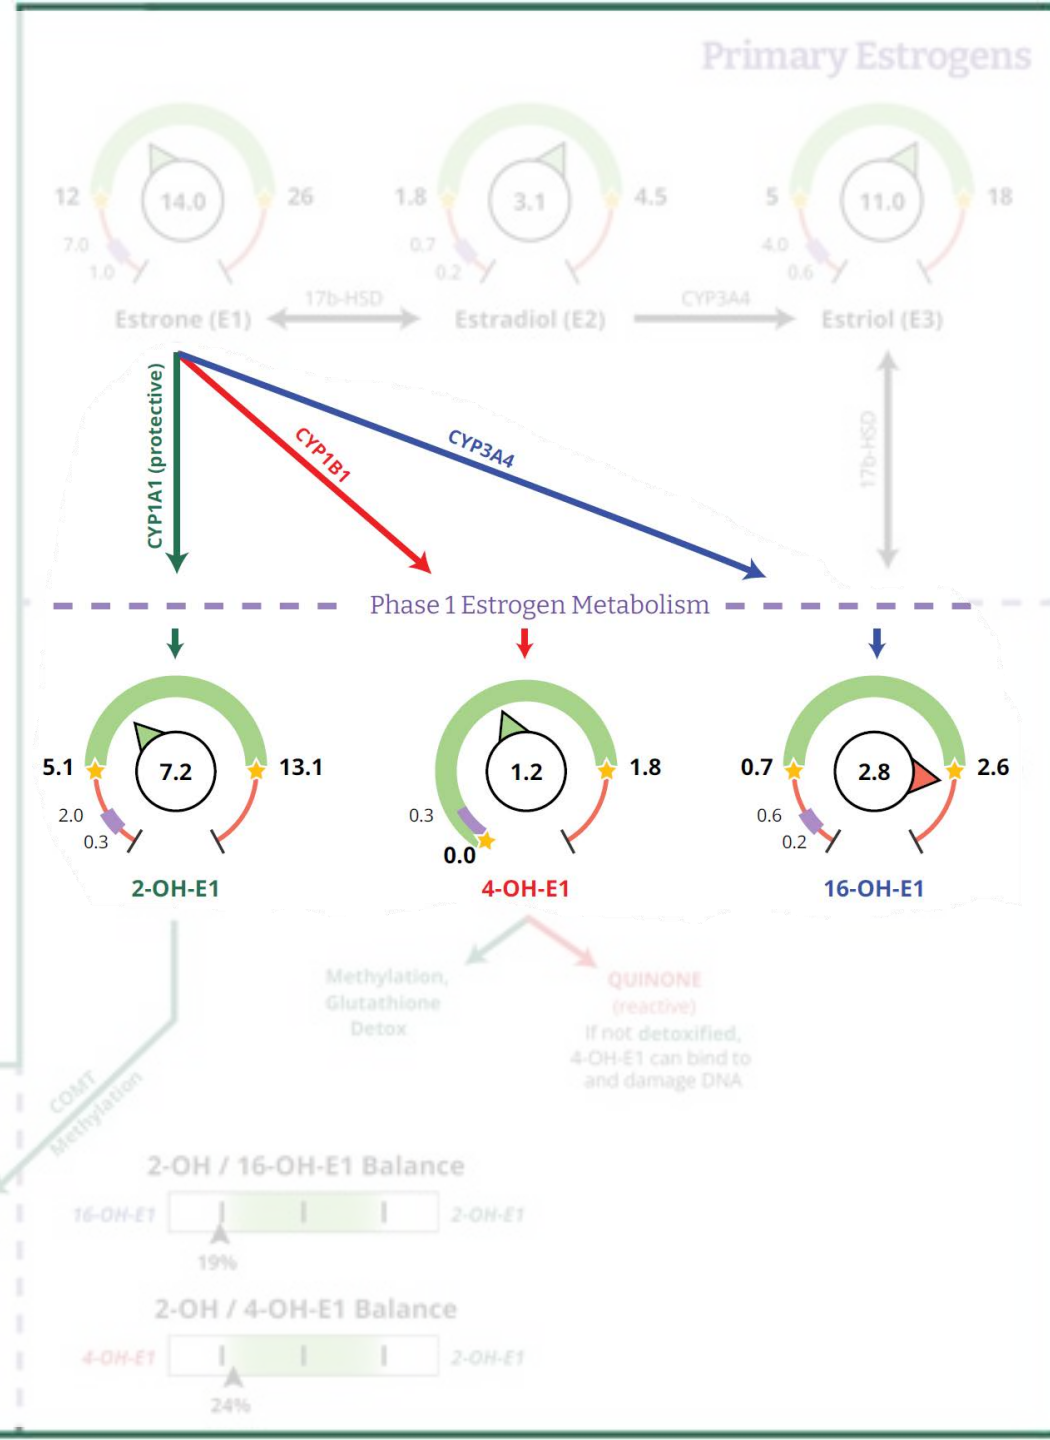 Primary Estrogens
12
14.0
26
7.0
1.0
1.8
3.1
4.5
0.7
0.2
5
11.0
18
4.0
0.6
Estrone (E1)
17b-HSD
Estradiol (E2)
CYP3A4
Estriol (E3)
CYP1A1 (protective)
CYP1B1
CYP3A4
17b-HSD
Phase 1 Estrogen Metabolism
5.1
7.2
13.1
2.0
0.3
2-OH-E1
1.2
1.8
0.3
0.0
4-OH-E1
0.7
2.8
2.6
0.6
0.2
16-OH-E1
Methylation,
Glutathione
Detox
QUINONE
(reactive)
If not detoxified,
4-OH-E1 can bind to
and damage DNA
COMT
Methylation
2-OH / 16-OH-E1 Balance
16-OH-E1
2-OH-E1
19%
2-OH / 4-OH-E1 Balance
4-OH-E1
2-OH-E1
24%